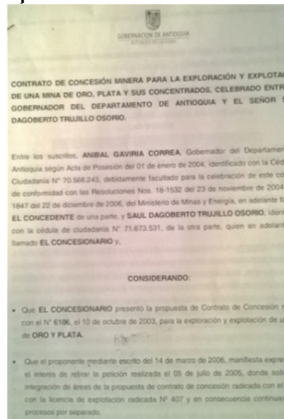 GOBERNACION DE ANTIOQUIA
CONTRATO DE CONCESIÓN MINERA PARA LA EXPLORACIÓN Y EXPLOTA
DE UNA MINA DE ORO, PLATA Y SUS CONCENTRADOS, CELEBRADO ENTR
GOBERNADOR DEL DEPARTAMENTO DE ANTIOQUIA Y EL SEÑOR
DAGOBERTO TRUJILLO OSORIO.
Entre los suscritos, ANIBAL GAVIRIA CORREA, Gobernador del Departamen
Antioquia según Acta de Posesión del 01 de enero de 2004, identificado con la Céd
Ciudadanía N° 70.566.243, debidamente facultado para la celebración de este co
de conformidad con las Resoluciones Nos. 18-1532 del 23 de noviembre de 2004
1847 del 22 de diciembre de 2006, del Ministerio de Minas y Energía, en adelante
EL CONCEDENTE de una parte, y SAUL DAGOBERTO TRUJILLO OSORIO, iden
con la cédula de ciudadanía N° 71.673.531, de la otra parte, quien en adelan
llamado EL CONCESIONARIO y,
CONSIDERANDO:
• Que EL CONCESIONARIO presentó la propuesta de Contrato de Concesión
con el N° 6186, el 10 de octubre de 2003, para la exploración y explotación de u
de ORO Y PLATA.
• Que el proponente mediante escrito del 14 de marzo de 2006, manifiesta expre
el interés de retirar la petición realizada el 05 de julio de 2005, donde soli
integración de áreas de la propuesta de contrato de concesión radicada con el
con la licencia de explotación radicada N° 407 y en consecuencia continua
procesos por separado.